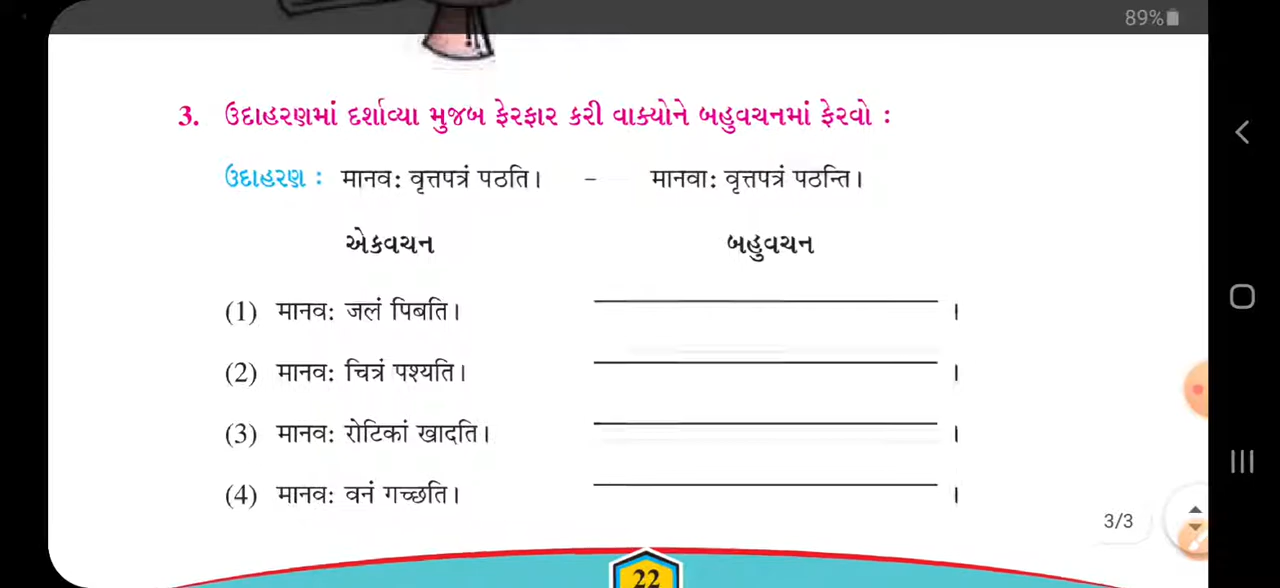 89%
3. ઉદાહરણમાં દર્શાવ્યા મુજબ ફેરફાર કરી વાક્યોને બહુવચનમાં ફેરવો :
ઉદાહરણ : मानवः वृत्तपत्रं पठति। - मानवाः वृत्तपत्रं पठन्ति।
એકવચન બહુવચન
(1) मानवः जलं पिबति। ।
(2) मानवः चित्रं पश्यति। ।
(3) मानवः रोटिकां खादति। ।
(4) मानवः वनं गच्छति। ।
3/3
22